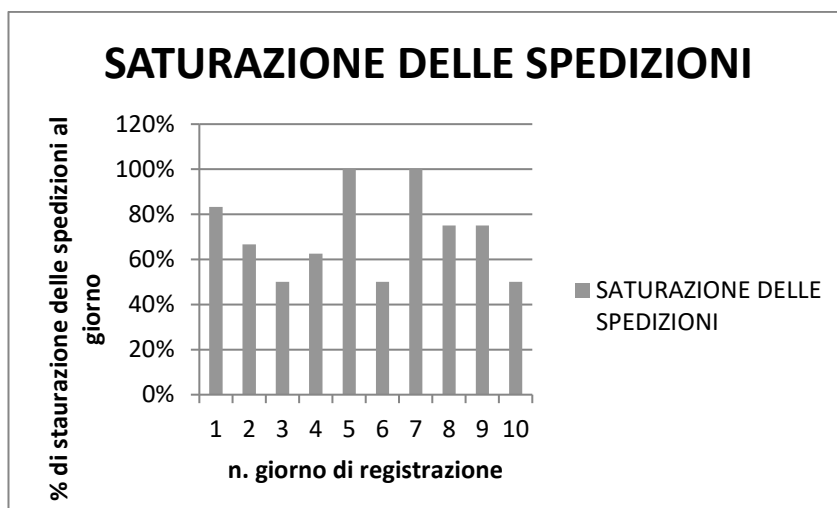 SATURAZIONE DELLE SPEDIZIONI
% di staurazione delle spedizioni al
giorno
120%
100%
80%
60%
40%
20%
0%
1 2 3 4 5 6 7 8 9 10
n. giorno di registrazione
SATURAZIONE DELLE
SPEDIZIONI